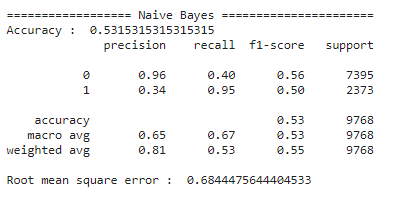 ================== Naive Bayes ======================
Accuracy :  0.5315315315315315
              precision    recall  f1-score   support

           0       0.96      0.40      0.56      7395
           1       0.34      0.95      0.50      2373

    accuracy                           0.53      9768
   macro avg       0.65      0.67      0.53      9768
weighted avg       0.81      0.53      0.55      9768

Root mean square error :  0.6844475644404533